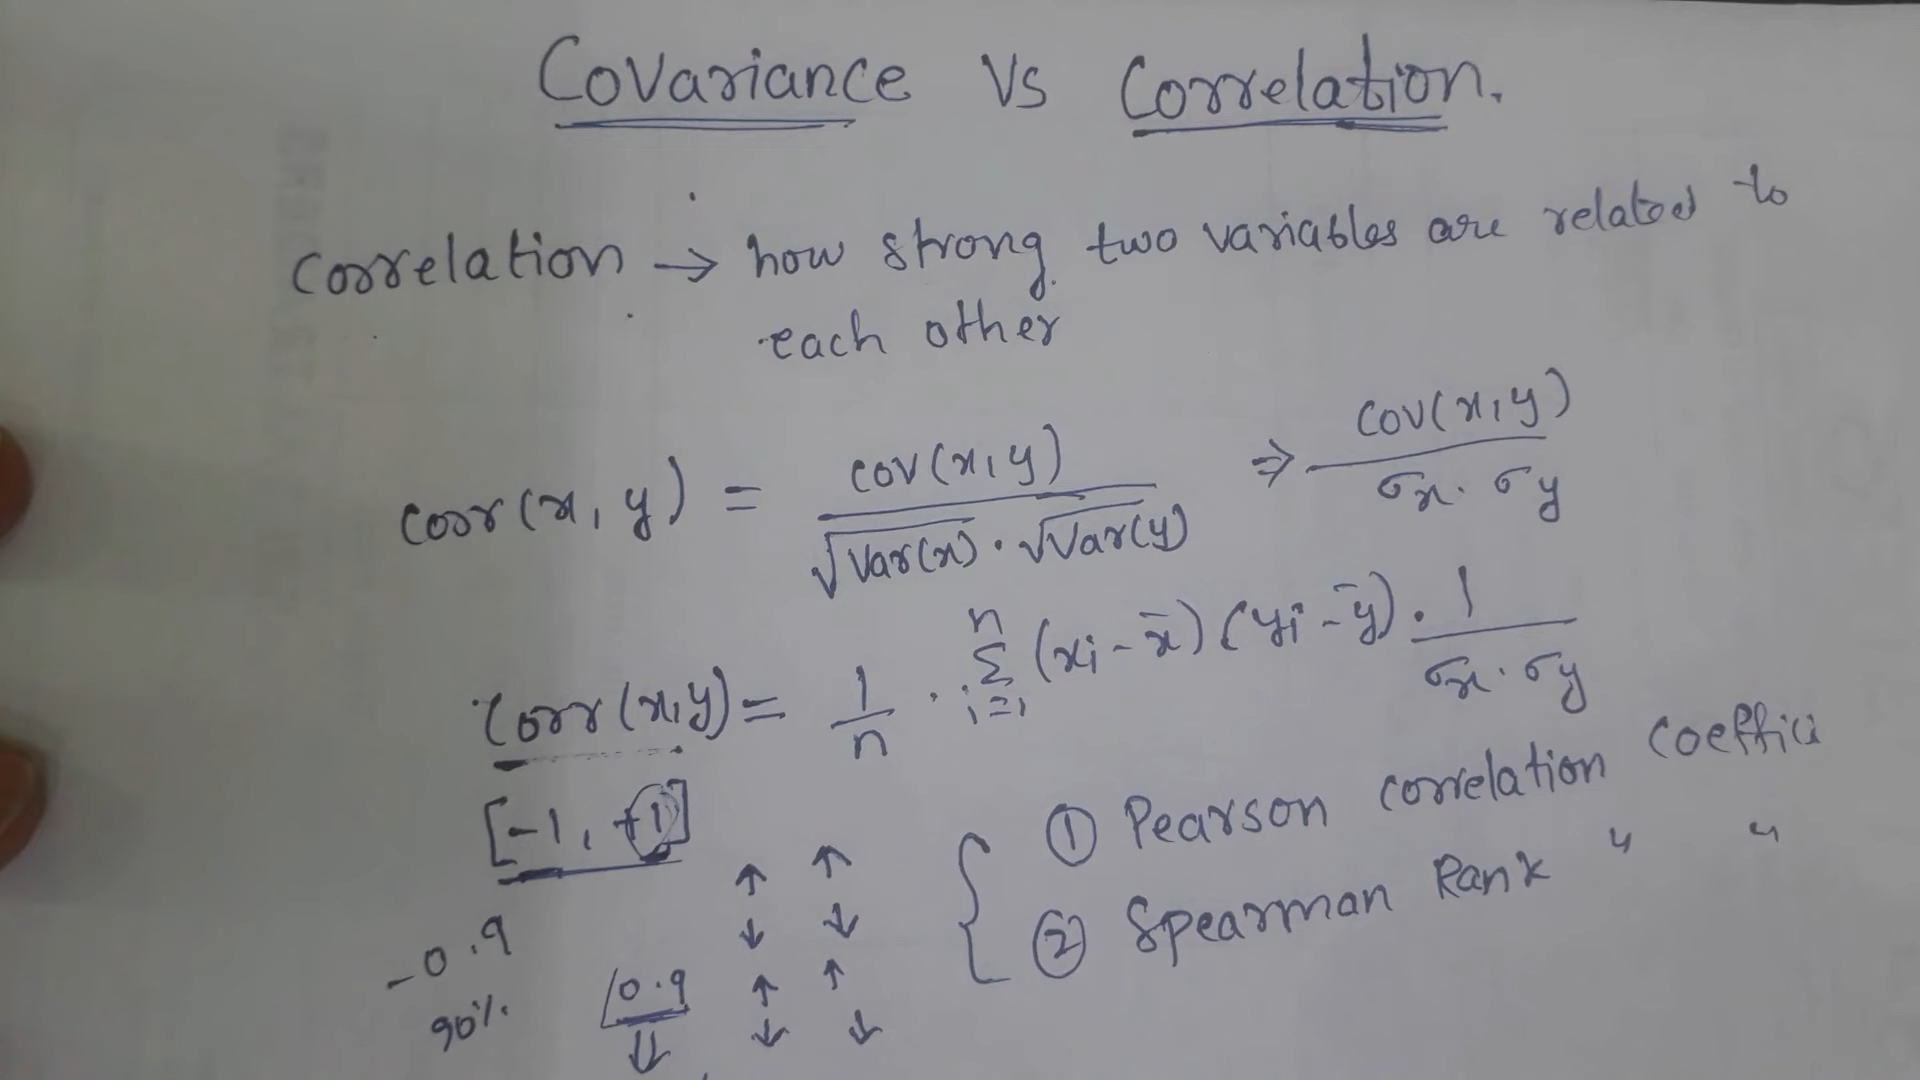 Covariance Vs Correlation.
Correlation → how strong two variables are related to
each other
Coor (x, y) = cov(x,y) / √Var(x) · √Var(y) ⇒ cov(x,y) / σx · σy
Corr(x,y) = 1/n · n Σ i=1 (xi - x̄) (yi - ȳ) · 1 / σx · σy
[-1, +1]
① Pearson correlation coeffici
② Spearman Rank " "
↑ ↑
↓ ↓
-0.9
90%
0.9 ↑ ↑
⇓ ↓ ↓